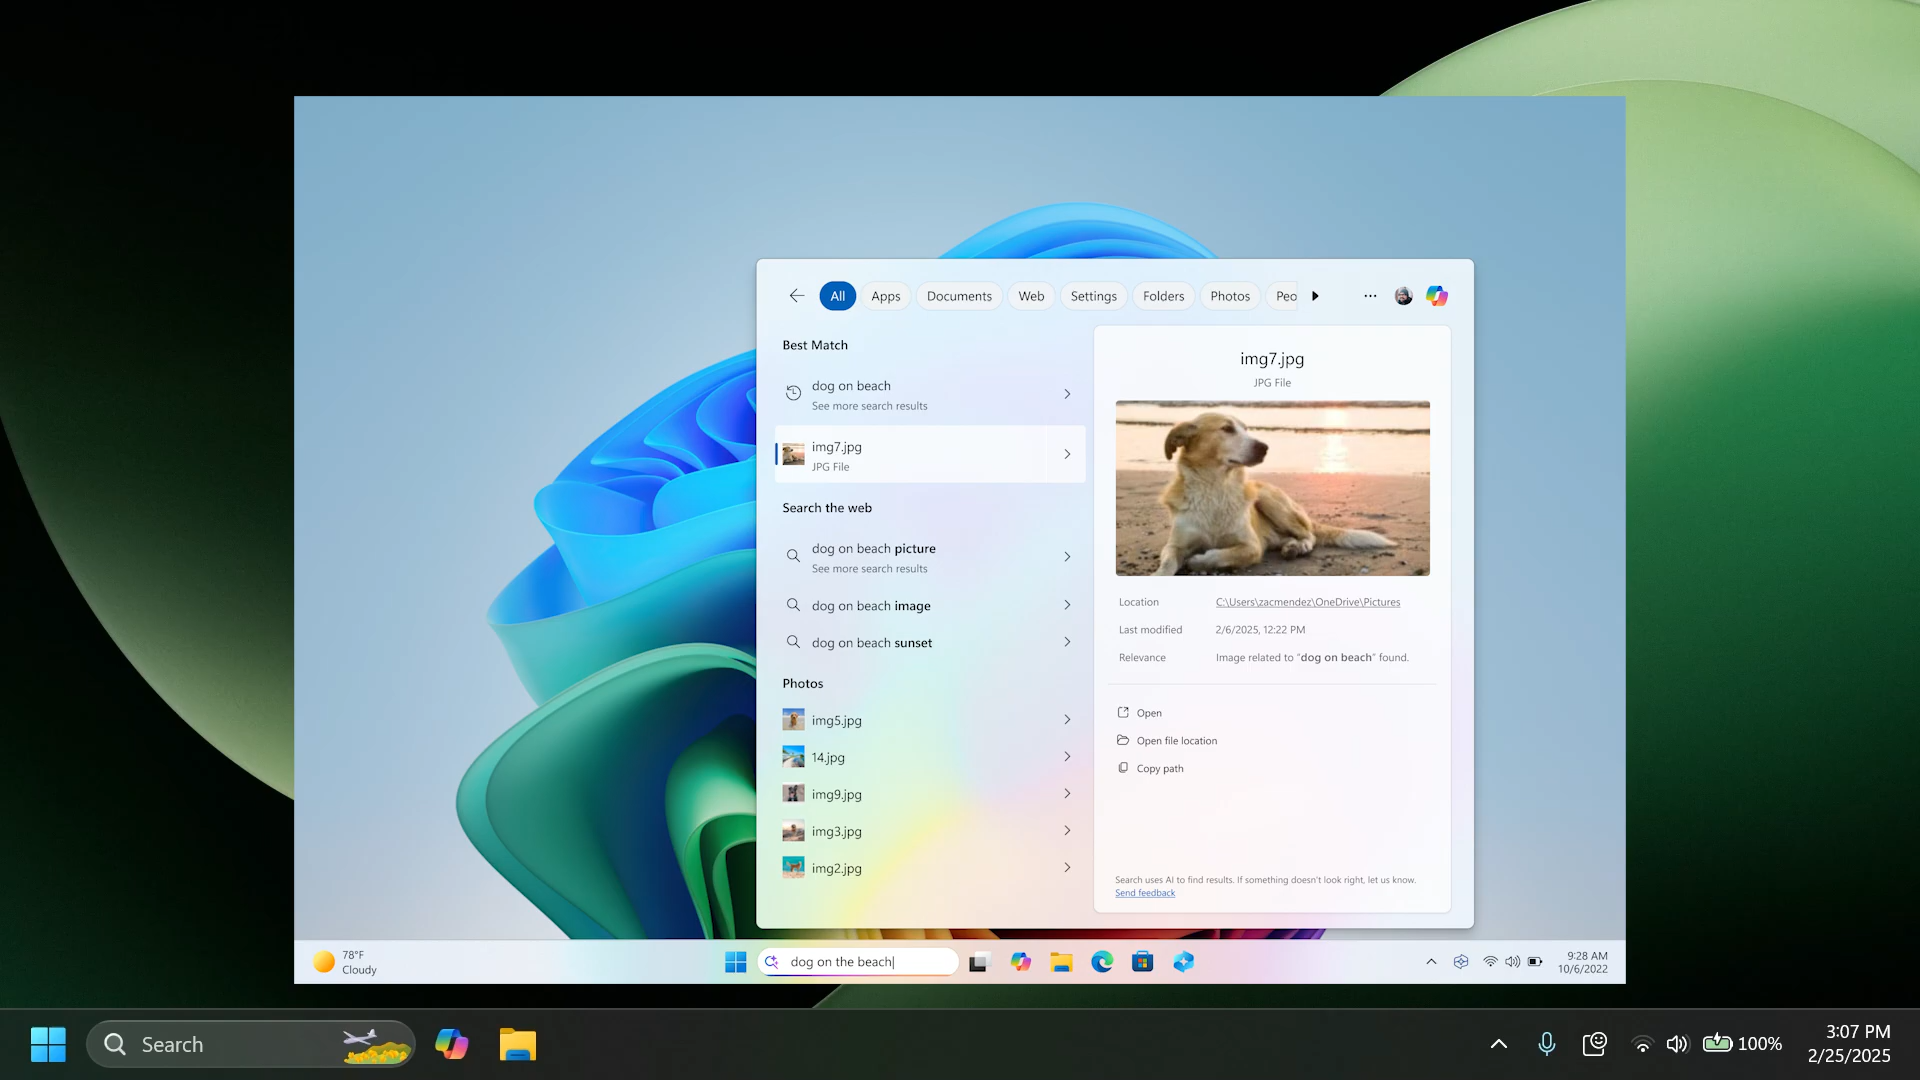 All
Apps
Documents
Web
Settings
Folders
Photos
Peo
Best Match
dog on beach
See more search results
img7.jpg
JPG File
Search the web
dog on beach picture
See more search results
dog on beach image
dog on beach sunset
Photos
img5.jpg
14.jpg
img9.jpg
img3.jpg
img2.jpg
img7.jpg
JPG File
Location C:\Users\zacmendez\OneDrive\Pictures
Last modified 2/6/2025, 12:22 PM
Relevance Image related to "dog on beach" found.
Open
Open file location
Copy path
Search uses AI to find results. If something doesn't look right, let us know.
Send feedback
78°F
Cloudy
dog on the beach
9:28 AM
10/6/2022
Search
100%
3:07 PM
2/25/2025